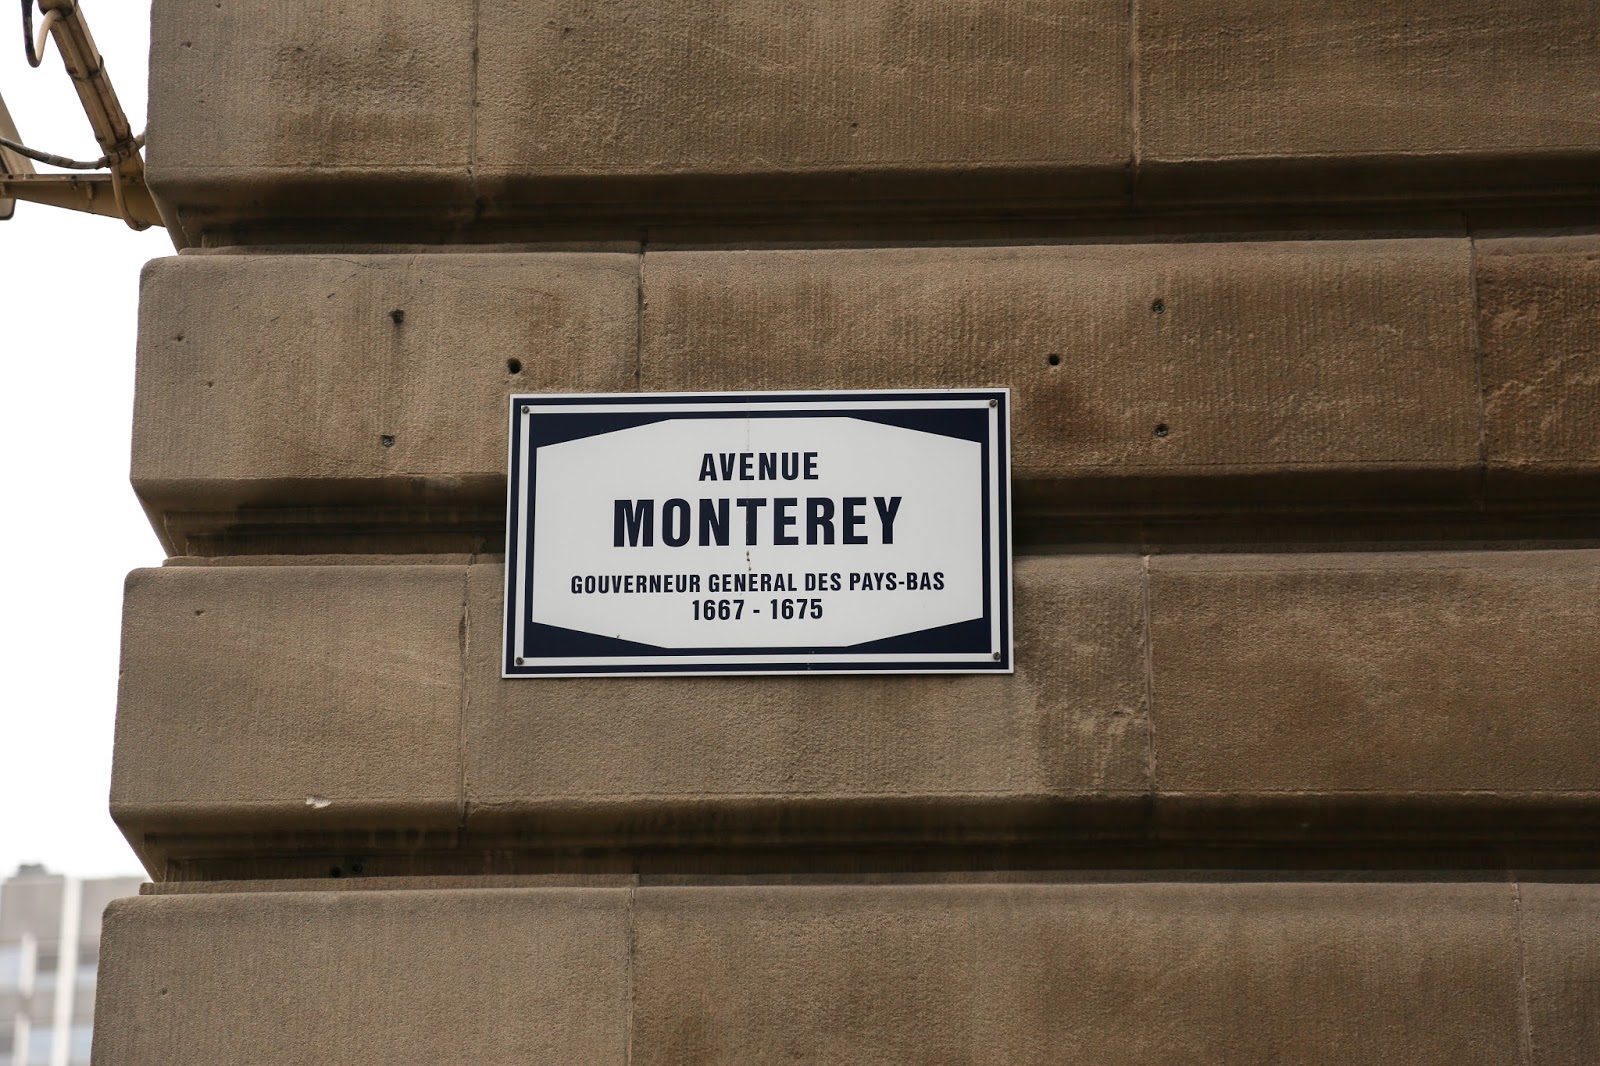 AVENUE
MONTEREY
GOUVERNEUR GENERAL DES PAYS-BAS
1667 - 1675